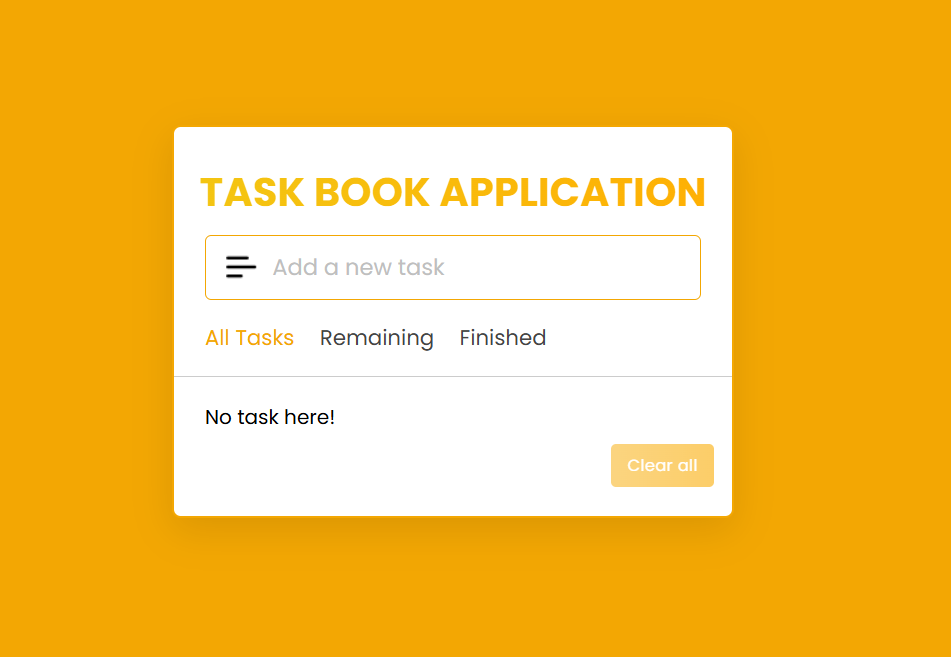 TASK BOOK APPLICATION
Add a new task
All Tasks Remaining Finished
No task here!
Clear all